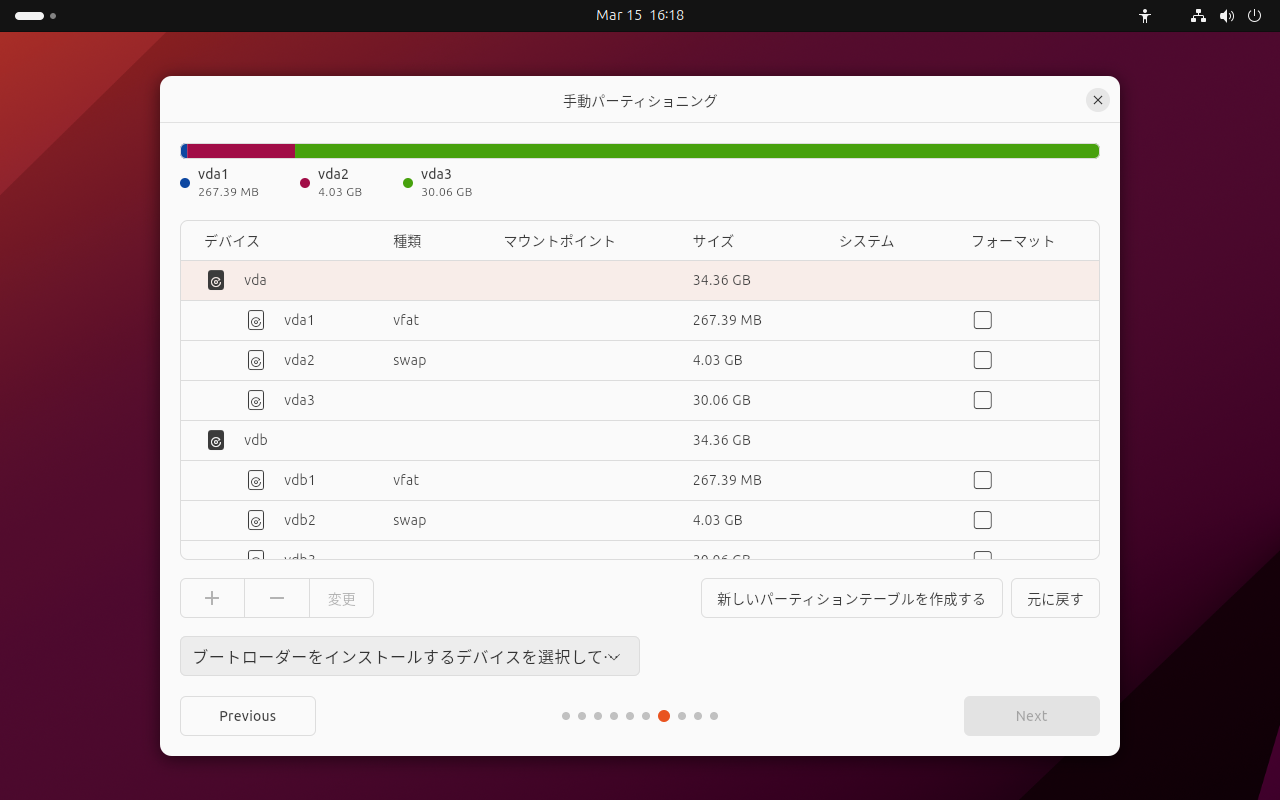 Mar 15 16:18
手動パーティショニング
vda1
267.39 MB
vda2
4.03 GB
vda3
30.06 GB
デバイス 種類 マウントポイント サイズ システム フォーマット
vda 34.36 GB
vda1 vfat 267.39 MB
vda2 swap 4.03 GB
vda3 30.06 GB
vdb 34.36 GB
vdb1 vfat 267.39 MB
vdb2 swap 4.03 GB
vdb3 30.06 GB
変更 新しいパーティションテーブルを作成する 元に戻す
ブートローダーをインストールするデバイスを選択して…
Previous Next